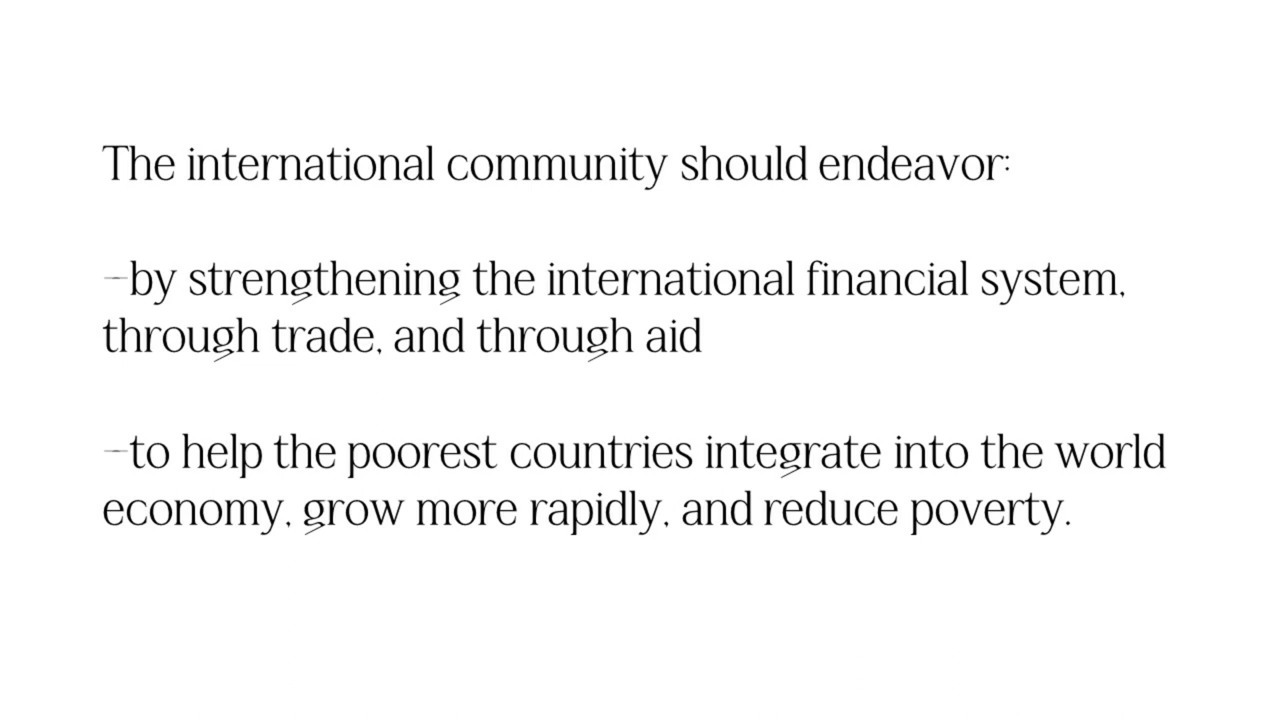 The international community should endeavor:
–by strengthening the international financial system,
through trade, and through aid
–to help the poorest countries integrate into the world
economy, grow more rapidly, and reduce poverty.